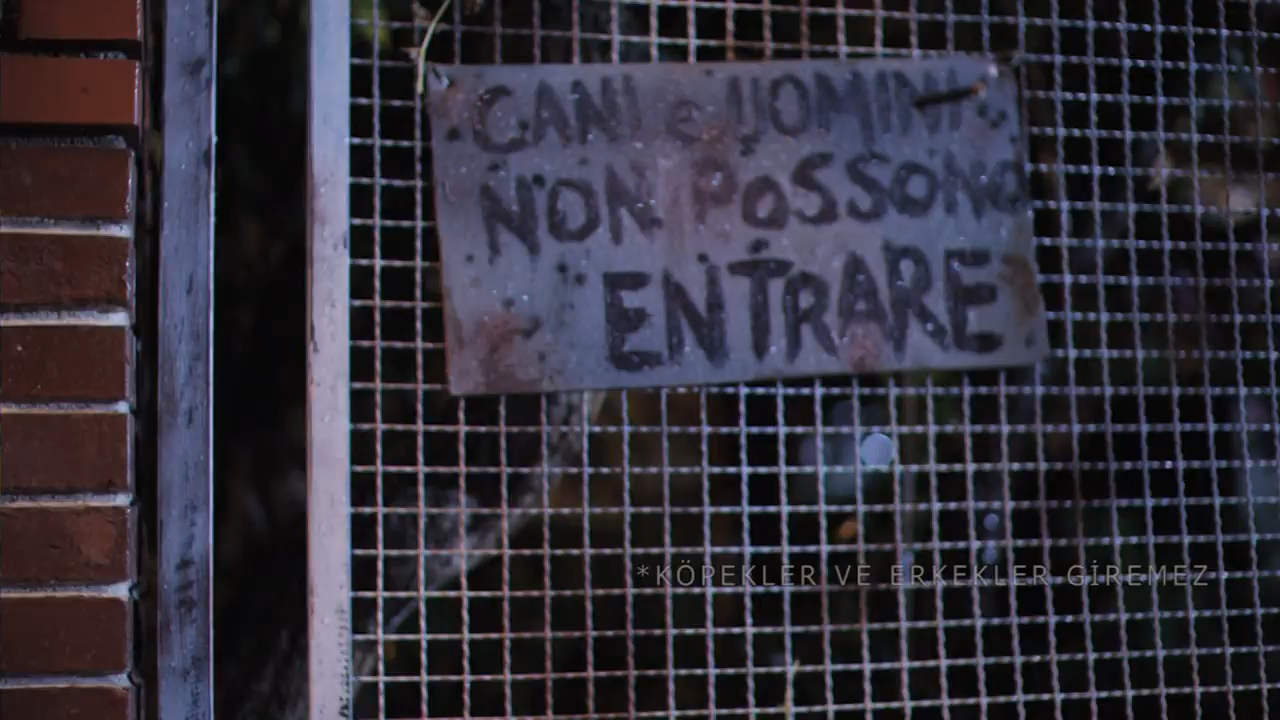 CANI e UOMINI
NON POSSONO
ENTRARE
*KÖPEKLER VE ERKEKLER GİREMEZ